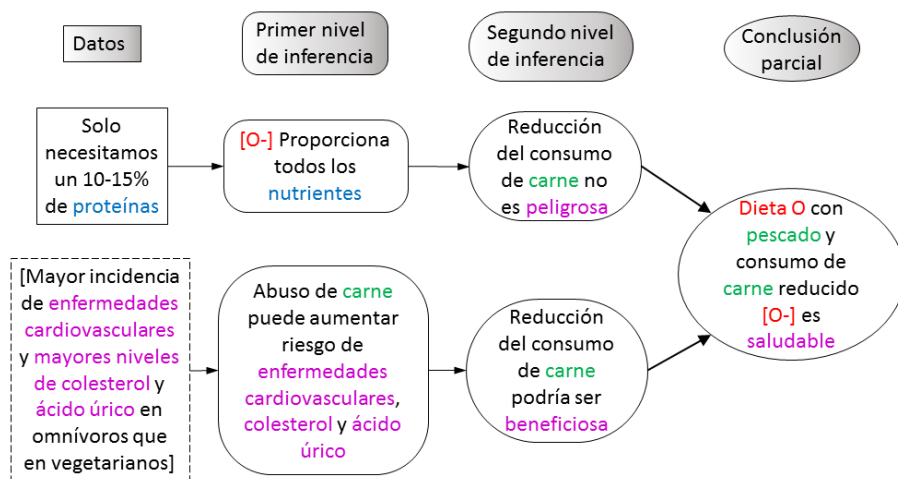 Datos
Primer nivel
de inferencia
Segundo nivel
de inferencia
Conclusión
parcial
Solo
necesitamos
un 10-15%
de proteínas
[O-] Proporciona
todos los
nutrientes
Reducción
del consumo
de carne no
es peligrosa
Dieta O con
pescado y
consumo de
carne reducido
[O-] es
saludable
[Mayor incidencia
de enfermedades
cardiovasculares
y mayores niveles
de colesterol y
ácido úrico en
omnívoros que
en vegetarianos]
Abuso de carne
puede aumentar
riesgo de
enfermedades
cardiovasculares,
colesterol y ácido
úrico
Reducción
del consumo
de carne
podría ser
beneficiosa